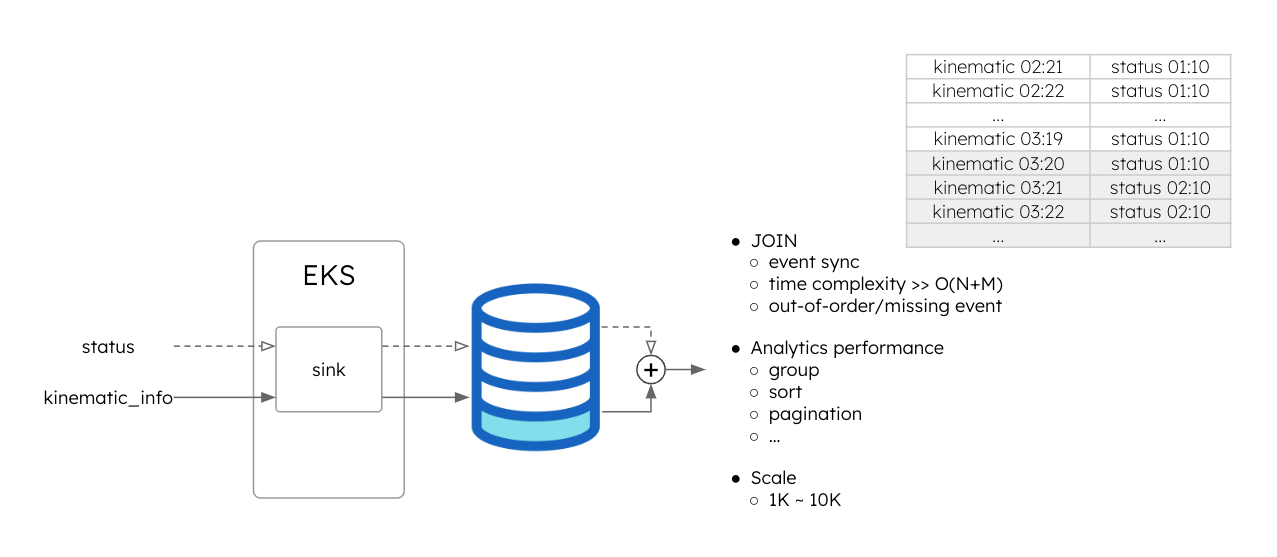 kinematic 02:21 status 01:10
kinematic 02:22 status 01:10
... ...
kinematic 03:19 status 01:10
kinematic 03:20 status 01:10
kinematic 03:21 status 02:10
kinematic 03:22 status 02:10
... ...
EKS
status
kinematic_info
sink
+
● JOIN
○ event sync
○ time complexity >> O(N+M)
○ out-of-order/missing event
● Analytics performance
○ group
○ sort
○ pagination
○ ...
● Scale
○ 1K ~ 10K